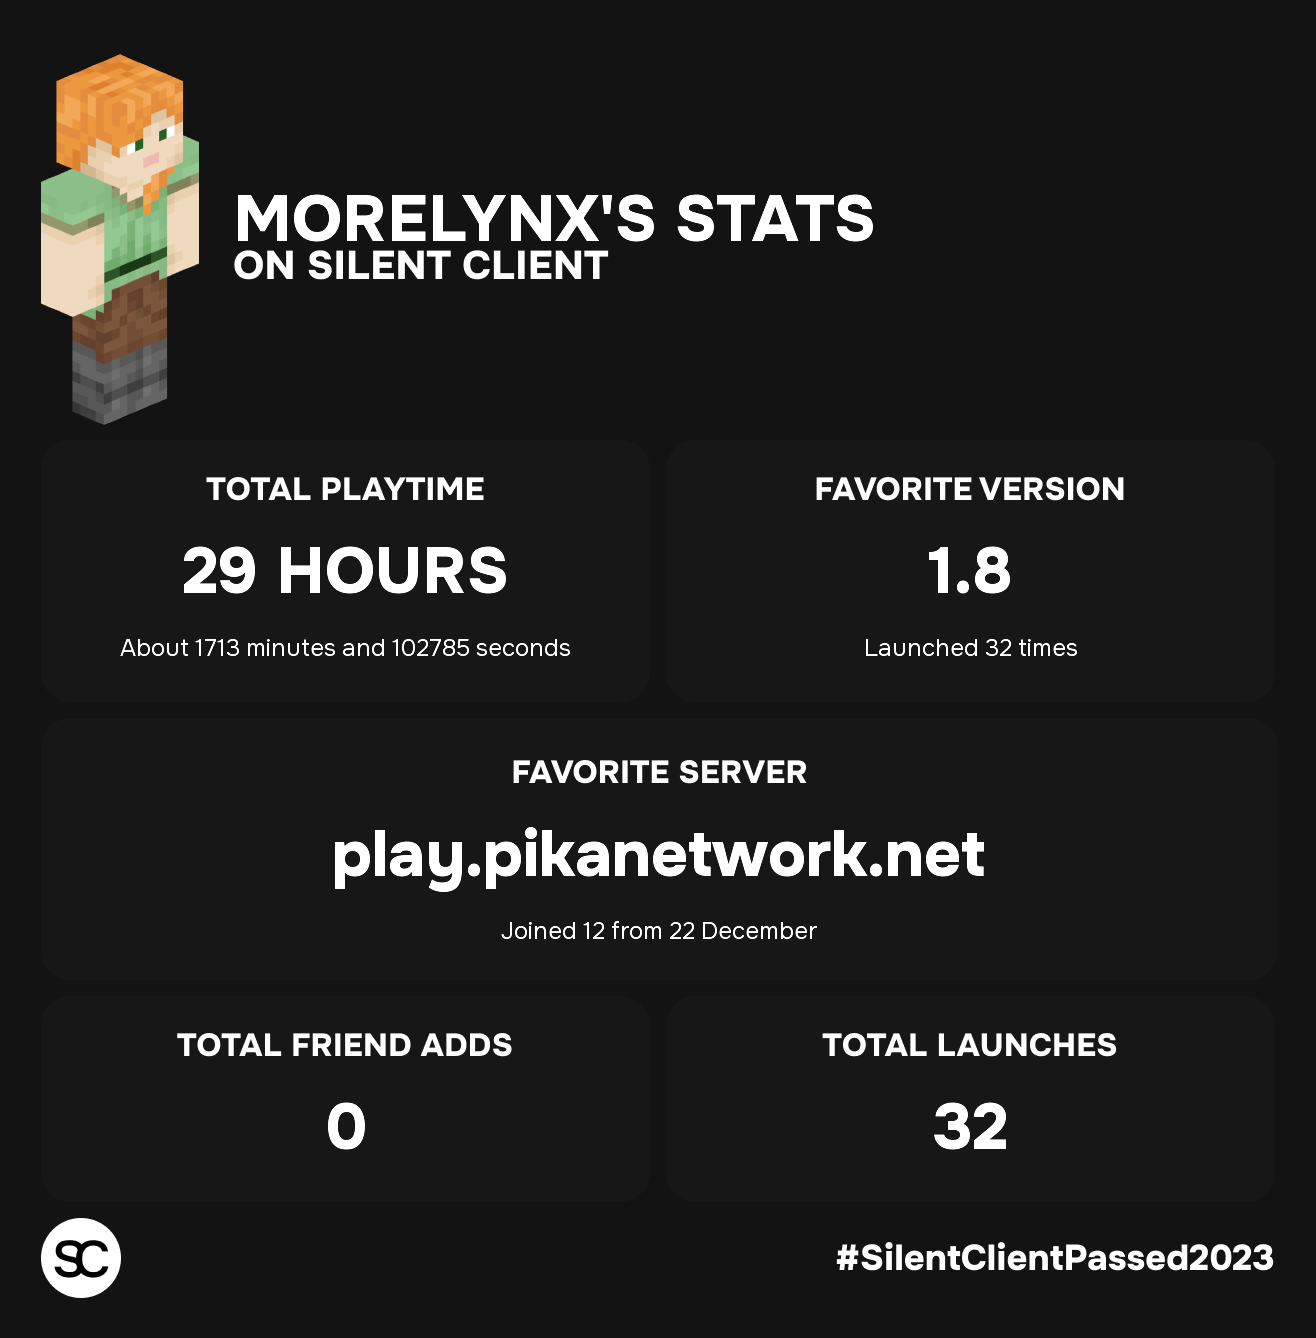 MORELYNX'S STATS
ON SILENT CLIENT
TOTAL PLAYTIME
29 HOURS
About 1713 minutes and 102785 seconds
FAVORITE VERSION
1.8
Launched 32 times
FAVORITE SERVER
play.pikanetwork.net
Joined 12 from 22 December
TOTAL FRIEND ADDS
0
TOTAL LAUNCHES
32
SC
#SilentClientPassed2023